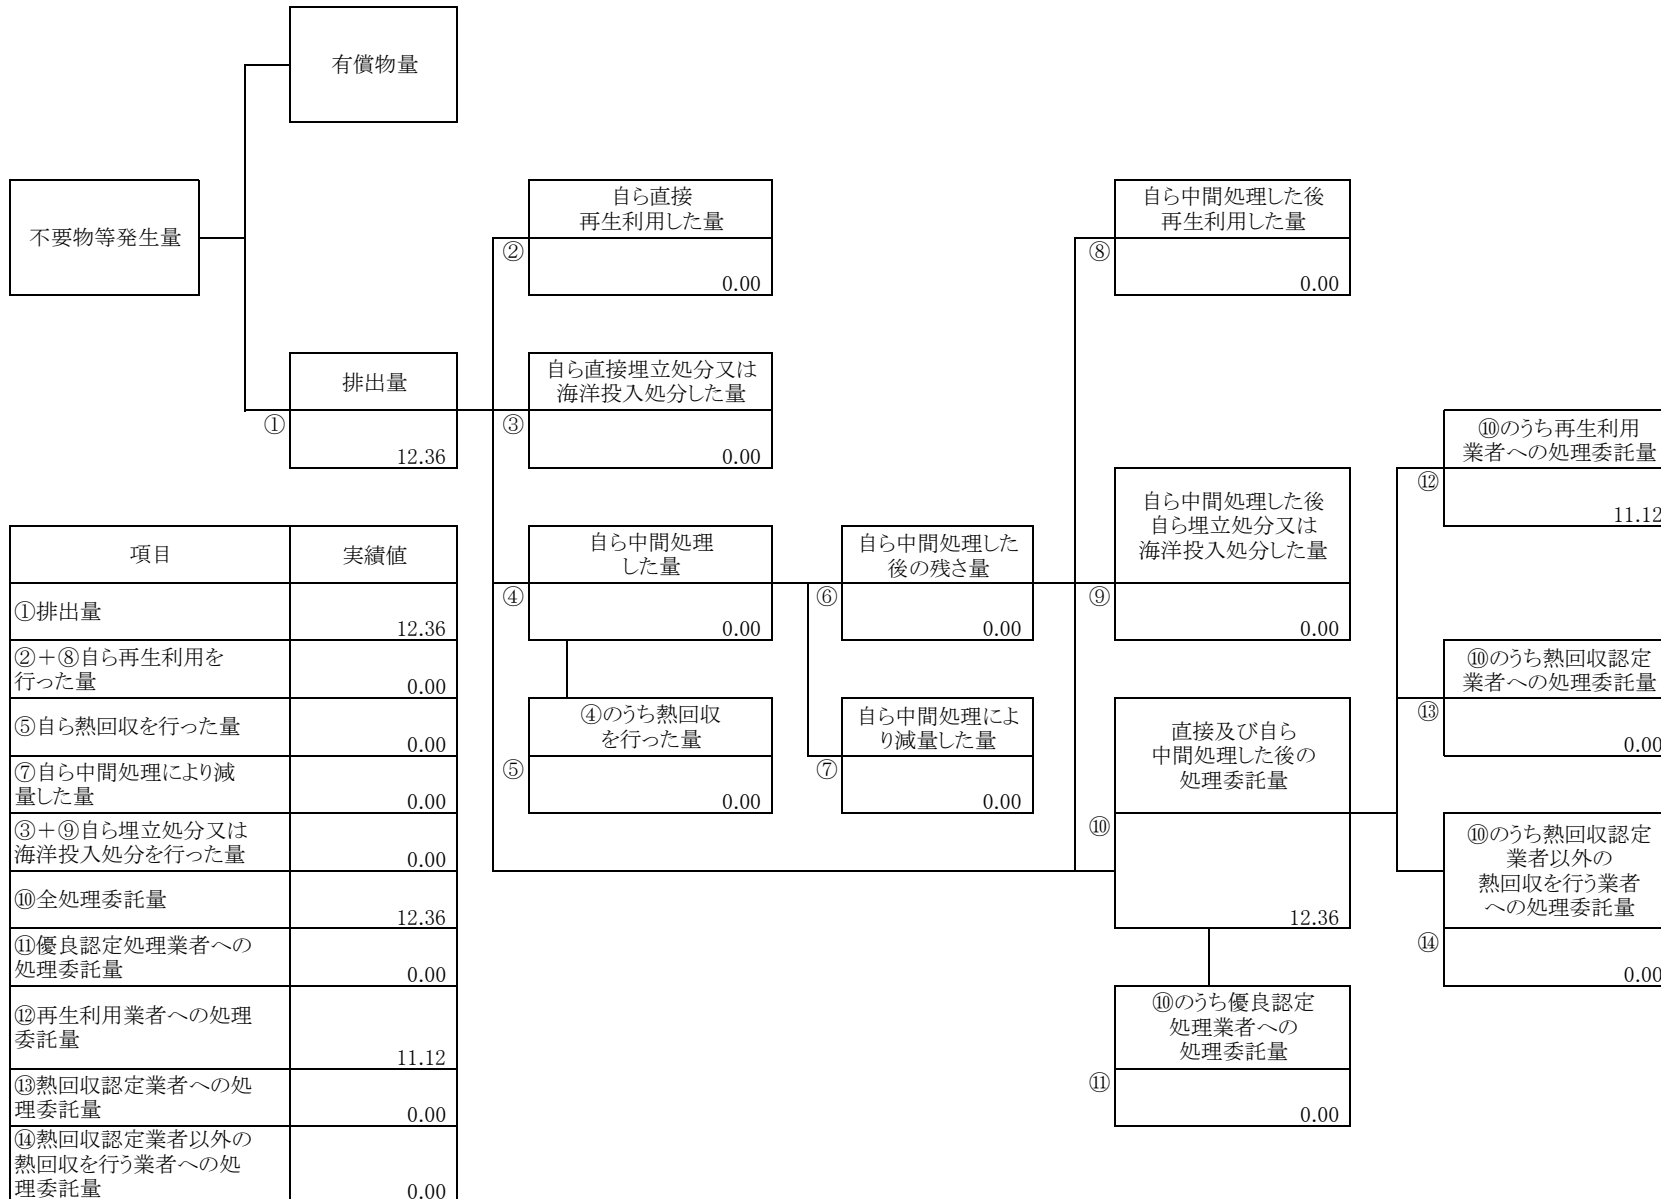 有償物量
不要物等発生量
自ら直接
再生利用した量
②
0.00
自ら中間処理した後
再生利用した量
⑧
0.00
排出量
①
12.36
自ら直接埋立処分又は
海洋投入処分した量
③
0.00
⑩のうち再生利用
業者への処理委託量
⑫
11.12
自ら中間処理した後
自ら埋立処分又は
海洋投入処分した量
⑨
0.00
自ら中間処理
した量
④
0.00
自ら中間処理した
後の残さ量
⑥
0.00
⑩のうち熱回収認定
業者への処理委託量
⑬
0.00
④のうち熱回収
を行った量
⑤
0.00
自ら中間処理によ
り減量した量
⑦
0.00
直接及び自ら
中間処理した後の
処理委託量
⑩
12.36
⑩のうち熱回収認定
業者以外の
熱回収を行う業者
への処理委託量
⑭
0.00
⑩のうち優良認定
処理業者への
処理委託量
⑪
0.00
項目 実績値
①排出量
12.36
②+⑧自ら再生利用を
行った量
0.00
⑤自ら熱回収を行った量
0.00
⑦自ら中間処理により減
量した量
0.00
③+⑨自ら埋立処分又は
海洋投入処分を行った量
0.00
⑩全処理委託量
12.36
⑪優良認定処理業者への
処理委託量
0.00
⑫再生利用業者への処理
委託量
11.12
⑬熱回収認定業者への処
理委託量
0.00
⑭熱回収認定業者以外の
熱回収を行う業者への処
理委託量
0.00